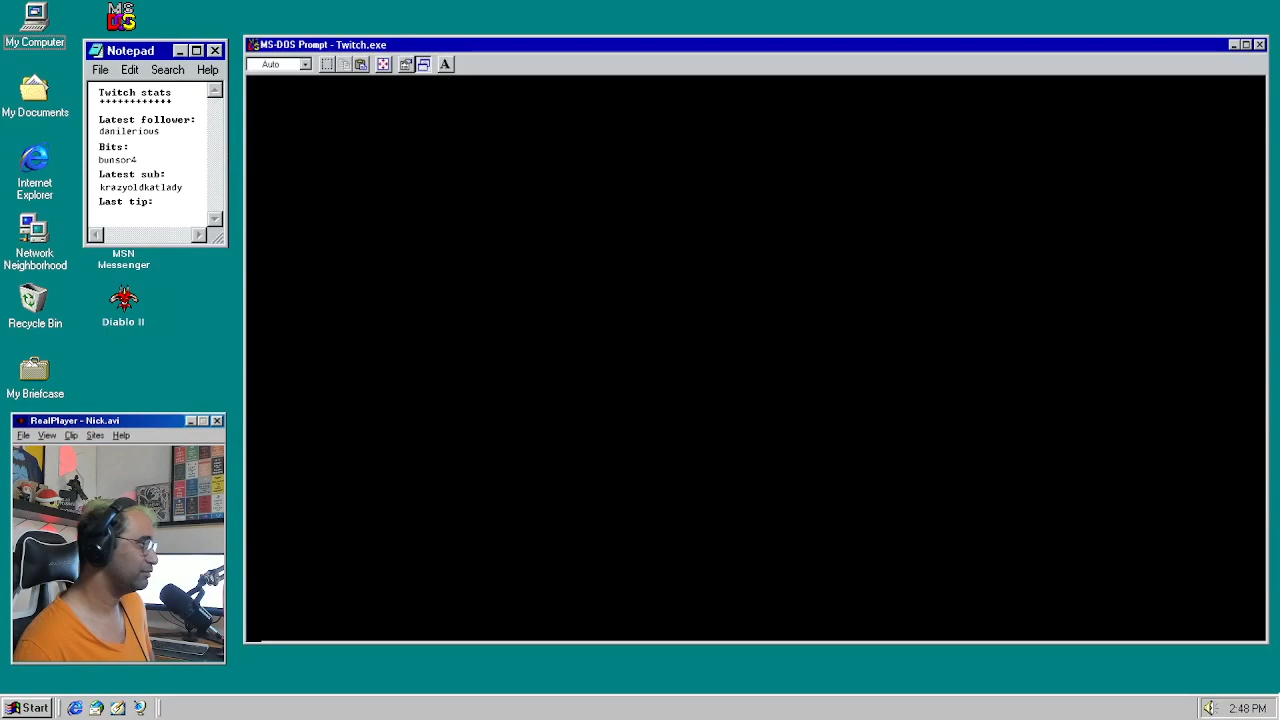 My Computer
My Documents
Internet
Explorer
Network
Neighborhood
Recycle Bin
My Briefcase
MS
DOS
Notepad
File Edit Search Help
Twitch stats
++++++++++++
Latest follower:
danilerious
Bits:
bunsor4
Latest sub:
krazyoldkatlady
Last tip:
MSN
Messenger
Diablo II
MS-DOS Prompt - Twitch.exe
Auto
A
RealPlayer - Nick.avi
File View Clip Sites Help
Start
2:48 PM